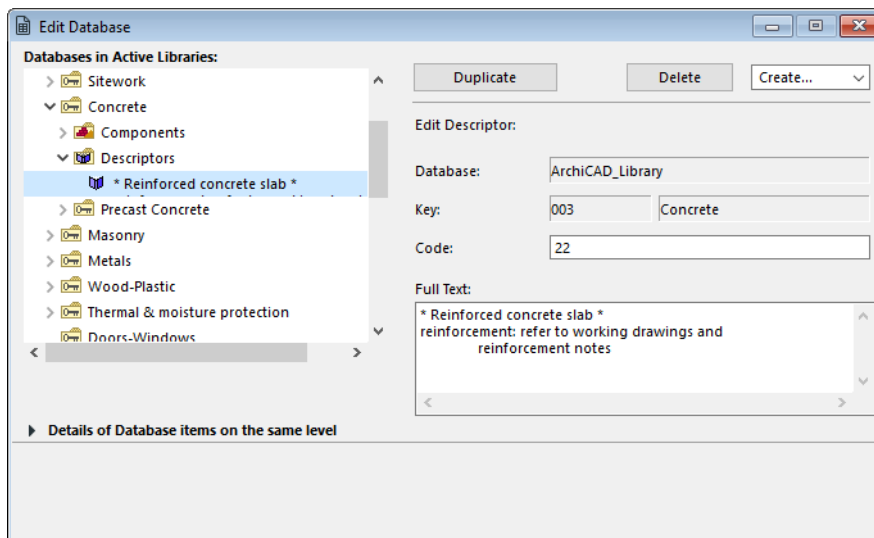 Edit Database
Databases in Active Libraries:
Sitework
Concrete
Components
Descriptors
* Reinforced concrete slab *
Precast Concrete
Masonry
Metals
Wood-Plastic
Thermal & moisture protection
Doors-Windows
Duplicate
Delete
Create...
Edit Descriptor:
Database:
ArchiCAD_Library
Key:
003
Concrete
Code:
22
Full Text:
* Reinforced concrete slab *
reinforcement: refer to working drawings and
reinforcement notes
Details of Database items on the same level